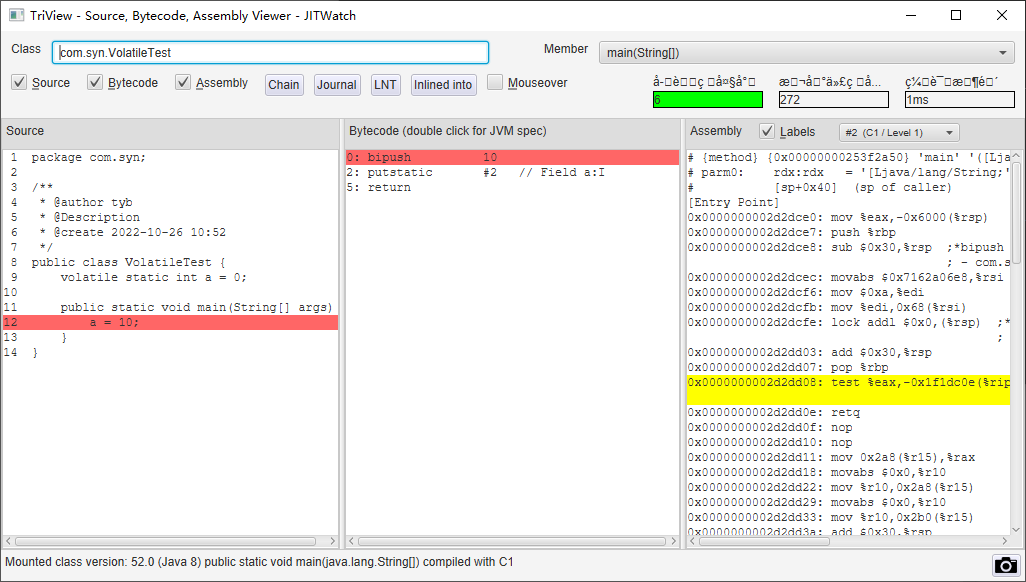 TriView - Source, Bytecode, Assembly Viewer - JITWatch
Class com.syn.VolatileTest Member main(String[])
Source Bytecode Assembly Chain Journal LNT Inlined into Mouseover
6 272 1ms
Source
1 package com.syn;
2
3 /**
4 * @author tyb
5 * @Description
6 * @create 2022-10-26 10:52
7 */
8 public class VolatileTest {
9 volatile static int a = 0;
10
11 public static void main(String[] args)
12 a = 10;
13 }
14 }
Bytecode (double click for JVM spec)
0: bipush 10
2: putstatic #2 // Field a:I
5: return
Assembly Labels #2 (C1 / Level 1)
# {method} {0x00000000253f2a50} 'main' '([Lja
# parm0: rdx:rdx = '[Ljava/lang/String;'
# [sp+0x40] (sp of caller)
[Entry Point]
0x0000000002d2dce0: mov %eax,-0x6000(%rsp)
0x0000000002d2dce7: push %rbp
0x0000000002d2dce8: sub $0x30,%rsp ;*bipush
; - com.s
0x0000000002d2dcec: movabs $0x7162a06e8,%rsi
0x0000000002d2dcf6: mov $0xa,%edi
0x0000000002d2dcfb: mov %edi,0x68(%rsi)
0x0000000002d2dcfe: lock addl $0x0,(%rsp) ;*
;
0x0000000002d2dd03: add $0x30,%rsp
0x0000000002d2dd07: pop %rbp
0x0000000002d2dd08: test %eax,-0x1f1dc0e(%rip
0x0000000002d2dd0e: retq
0x0000000002d2dd0f: nop
0x0000000002d2dd10: nop
0x0000000002d2dd11: mov 0x2a8(%r15),%rax
0x0000000002d2dd18: movabs $0x0,%r10
0x0000000002d2dd22: mov %r10,0x2a8(%r15)
0x0000000002d2dd29: movabs $0x0,%r10
0x0000000002d2dd33: mov %r10,0x2b0(%r15)
0x0000000002d2dd3a: add $0x30,%rsp
Mounted class version: 52.0 (Java 8) public static void main(java.lang.String[]) compiled with C1